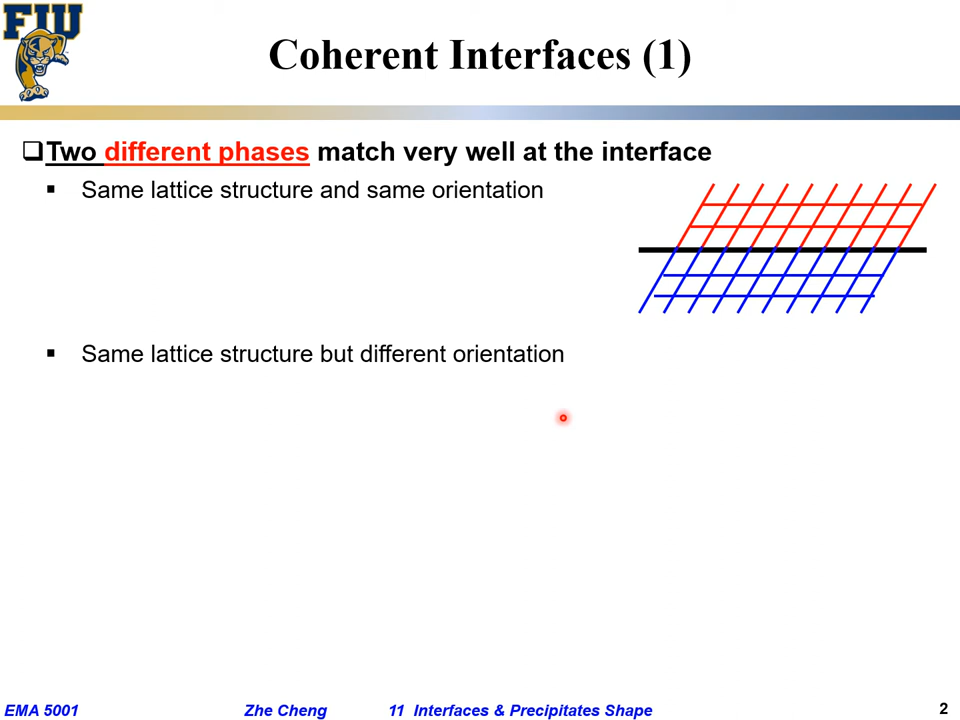 FIU
Coherent Interfaces (1)
Two different phases match very well at the interface
Same lattice structure and same orientation
Same lattice structure but different orientation
EMA 5001 Zhe Cheng 11 Interfaces & Precipitates Shape 2